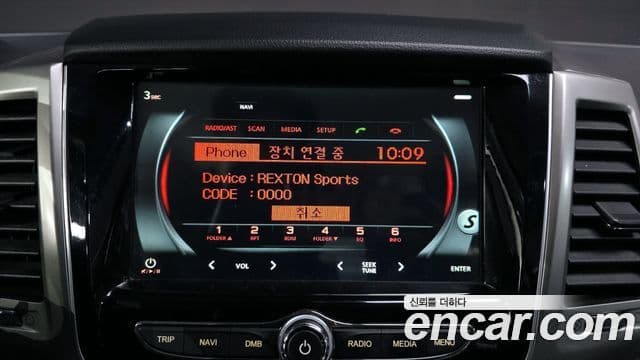 3 SEC
NAVI
RADIO/AST SCAN MEDIA SETUP
Phone 장치 연결 중 10:09
Device : REXTON Sports
CODE : 0000
취소
1 2 3 4 5 6
FOLDER ▲ RPT RDM FOLDER ▼ EQ INFO
S
< VOL > < SEEK TUNE > ENTER
TRIP NAVI DMB RADIO MEDIA MENU
신뢰를 더하다
encar.com